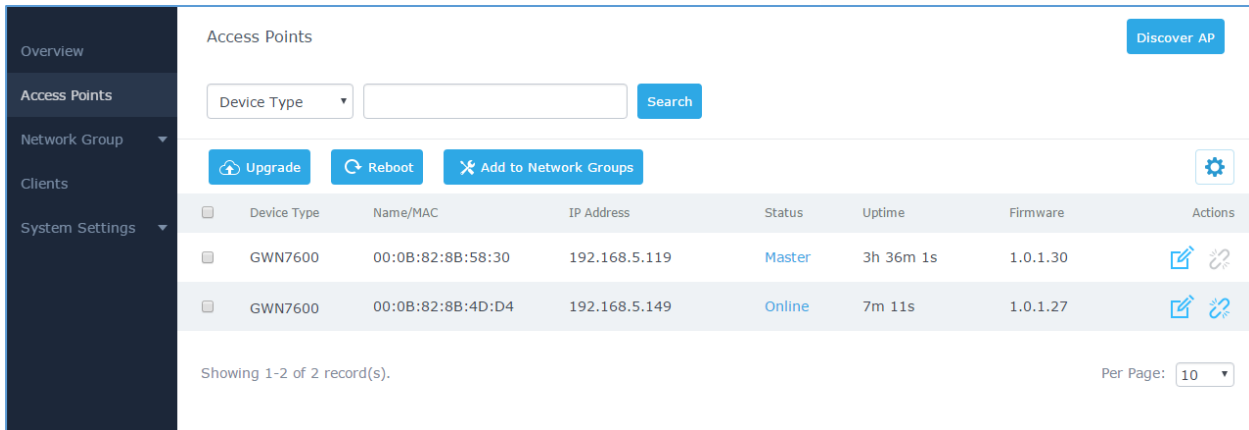 Overview
Access Points
Network Group
Clients
System Settings
Access Points
Discover AP
Device Type
Search
Upgrade
Reboot
Add to Network Groups
Device Type Name/MAC IP Address Status Uptime Firmware Actions
GWN7600 00:0B:82:8B:58:30 192.168.5.119 Master 3h 36m 1s 1.0.1.30
GWN7600 00:0B:82:8B:4D:D4 192.168.5.149 Online 7m 11s 1.0.1.27
Showing 1-2 of 2 record(s).
Per Page: 10